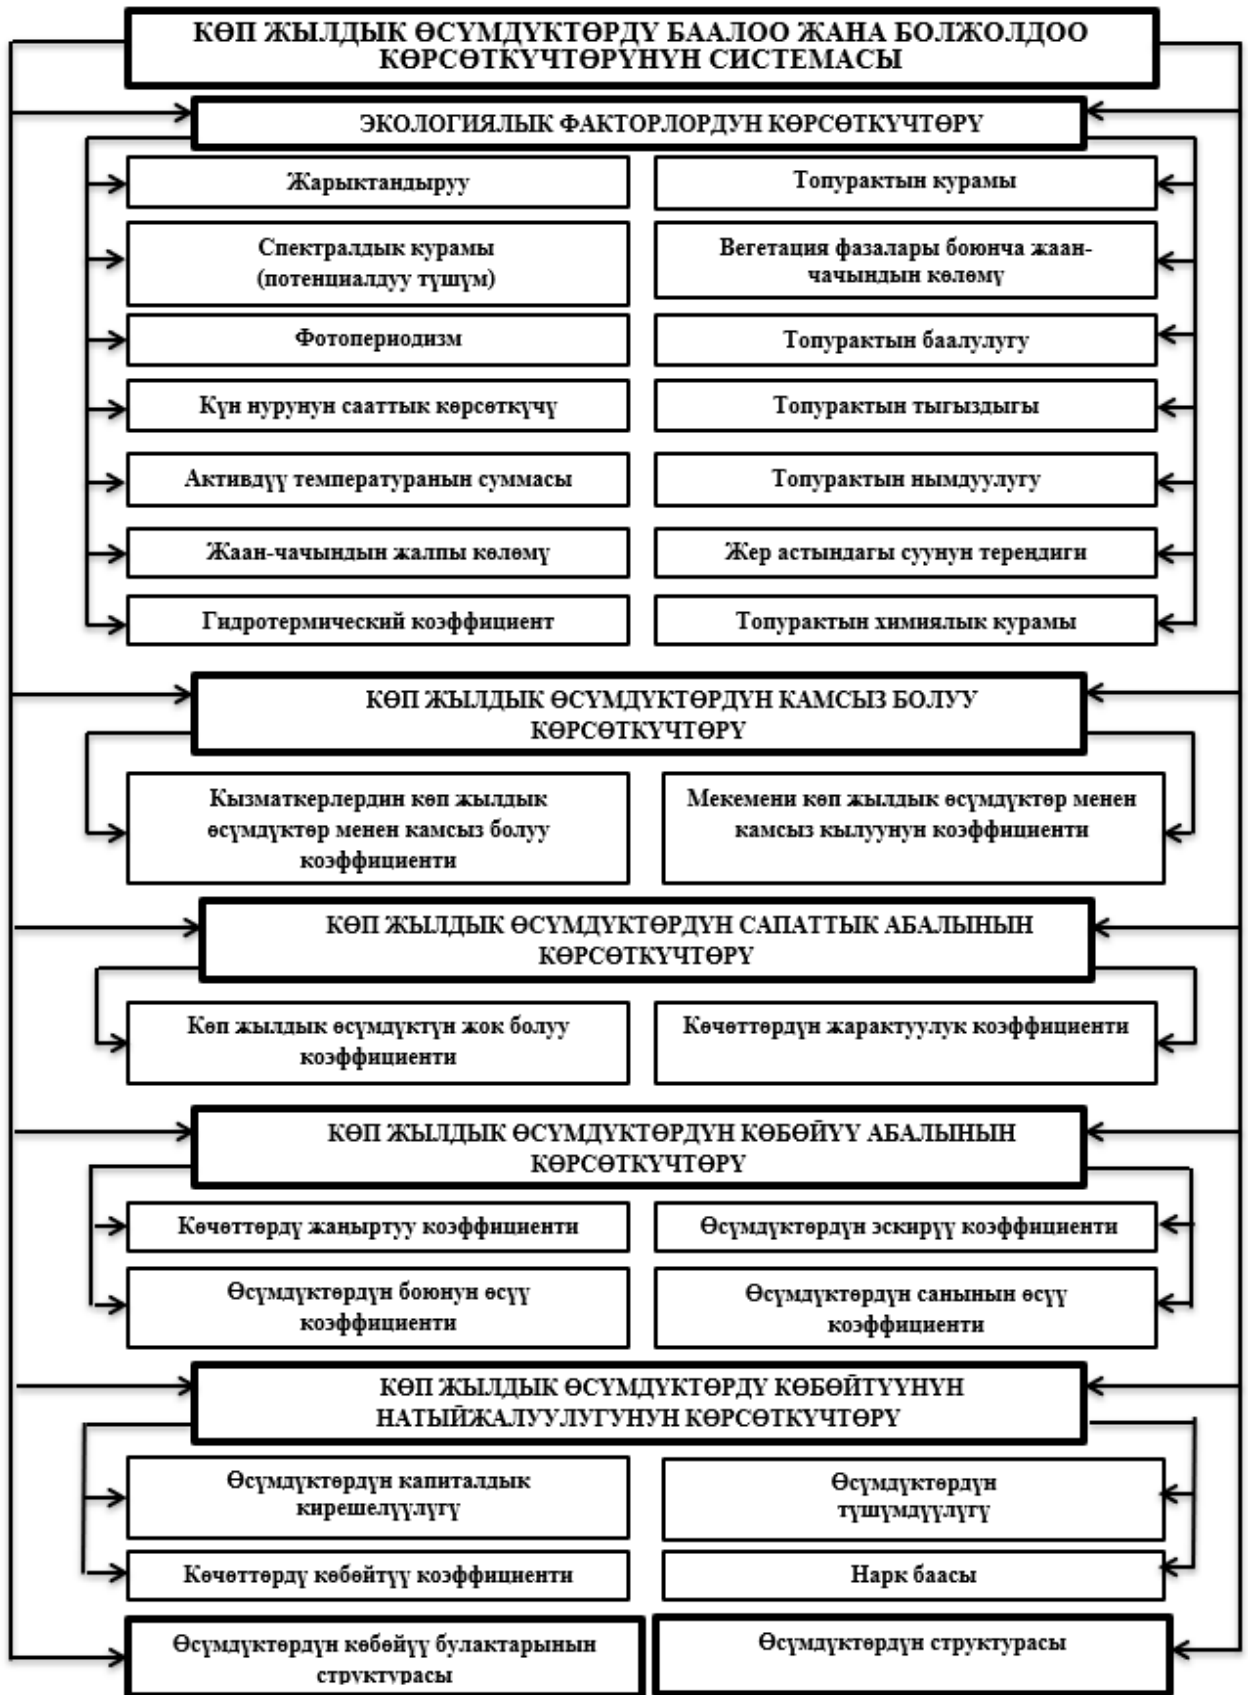 КӨП ЖЫЛДЫК ӨСҮМДҮКТӨРДҮ БААЛОО ЖАНА БОЛЖОЛДОО
КӨРСӨТКҮЧТӨРҮНҮН СИСТЕМАСЫ
ЭКОЛОГИЯЛЫК ФАКТОРЛОРДУН КӨРСӨТКҮЧТӨРҮ
Жарыктандыруу
Топурактын курамы
Спектралдык курамы
(потенциалдуу түшүм)
Вегетация фазалары боюнча жаан-
чачындын көлөмү
Фотопериодизм
Топурактын баалулугу
Күн нурунун сааттык көрсөткүчү
Топурактын тыгыздыгы
Активдүү температуранын суммасы
Топурактын нымдуулугу
Жаан-чачындын жалпы көлөмү
Жер астындагы суунун тереңдиги
Гидротермический коэффициент
Топурактын химиялык курамы
КӨП ЖЫЛДЫК ӨСҮМДҮКТӨРДҮН КАМСЫЗ БОЛУУ
КӨРСӨТКҮЧТӨРҮ
Кызматкерлердин көп жылдык
өсүмдүктөр менен камсыз болуу
коэффициенти
Мекемени көп жылдык өсүмдүктөр менен
камсыз кылуунун коэффициенти
КӨП ЖЫЛДЫК ӨСҮМДҮКТӨРДҮН САПАТТЫК АБАЛЫНЫН
КӨРСӨТКҮЧТӨРҮ
Көп жылдык өсүмдүктүн жок болуу
коэффициенти
Көчөттөрдүн жарактуулук коэффициенти
КӨП ЖЫЛДЫК ӨСҮМДҮКТӨРДҮН КӨБӨЙҮҮ АБАЛЫНЫН
КӨРСӨТКҮЧТӨРҮ
Көчөттөрдү жаңыртуу коэффициенти
Өсүмдүктөрдүн эскирүү коэффициенти
Өсүмдүктөрдүн боюнун өсүү
коэффициенти
Өсүмдүктөрдүн санынын өсүү
коэффициенти
КӨП ЖЫЛДЫК ӨСҮМДҮКТӨРДҮ КӨБӨЙТҮҮНҮН
НАТЫЙЖАЛУУЛУГУНУН КӨРСӨТКҮЧТӨРҮ
Өсүмдүктөрдүн капиталдык
кирешелүүлүгү
Өсүмдүктөрдүн
түшүмдүүлүгү
Көчөттөрдү көбөйтүү коэффициенти
Нарк баасы
Өсүмдүктөрдүн көбөйүү булактарынын
структурасы
Өсүмдүктөрдүн структурасы